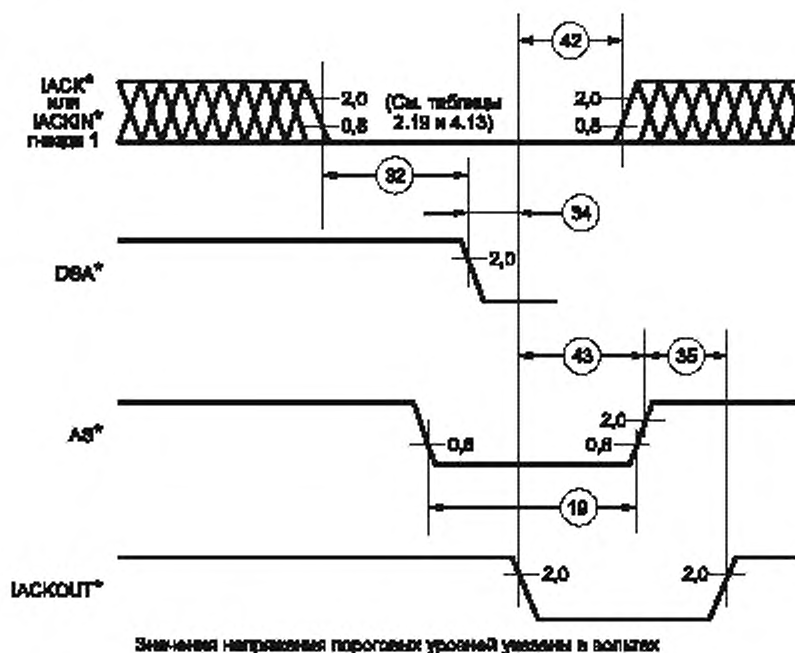 42
IACK*
или
IACKIN*
гнезда 1
2,0
0,8
(См. таблицы
2.19 и 4.13)
2,0
0,8
32
34
DSA*
2,0
43
35
AS*
0,8
2,0
0,8
19
IACKOUT*
2,0
2,0
Значения напряжения пороговых уровней указаны в вольтах